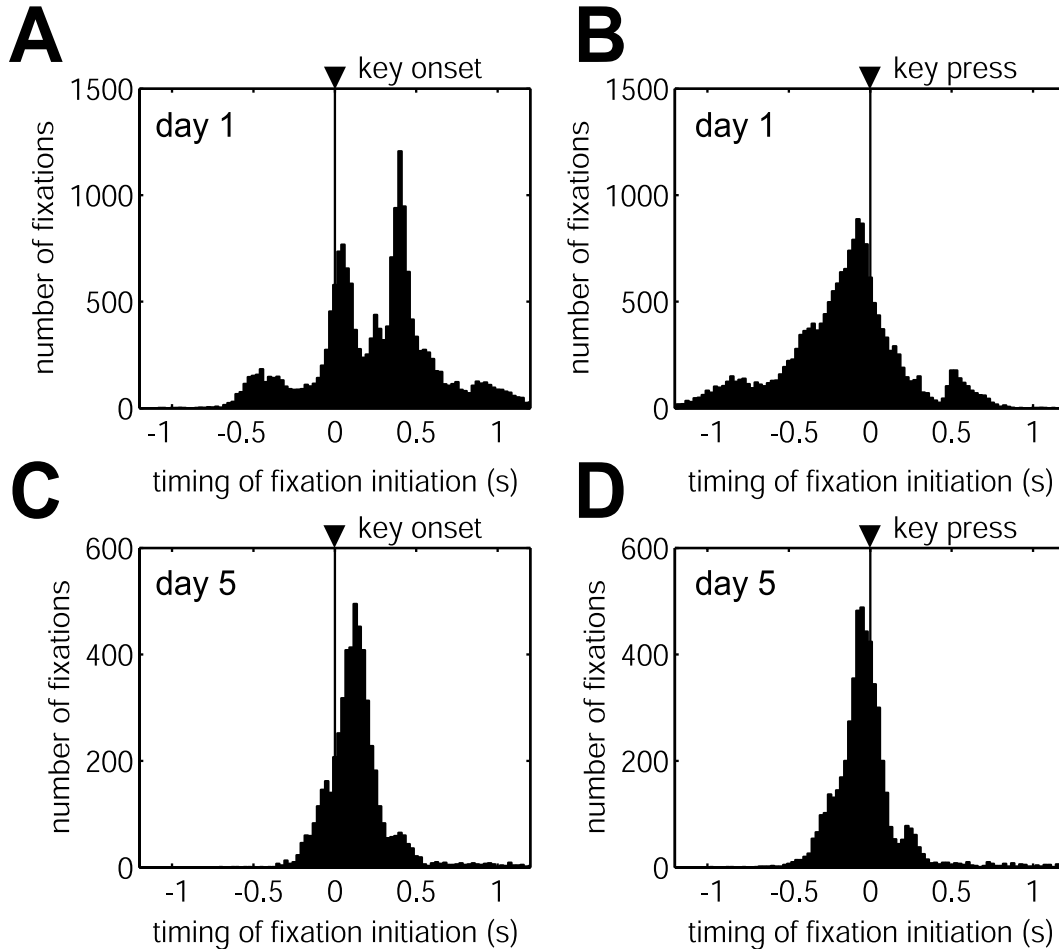 A
key onset
1500
1000
500
0
number of fixations
day 1
-1 -0.5 0 0.5 1
timing of fixation initiation (s)
B
key press
1500
1000
500
0
number of fixations
day 1
-1 -0.5 0 0.5 1
timing of fixation initiation (s)
C
key onset
600
400
200
0
number of fixations
day 5
-1 -0.5 0 0.5 1
timing of fixation initiation (s)
D
key press
600
400
200
0
number of fixations
day 5
-1 -0.5 0 0.5 1
timing of fixation initiation (s)